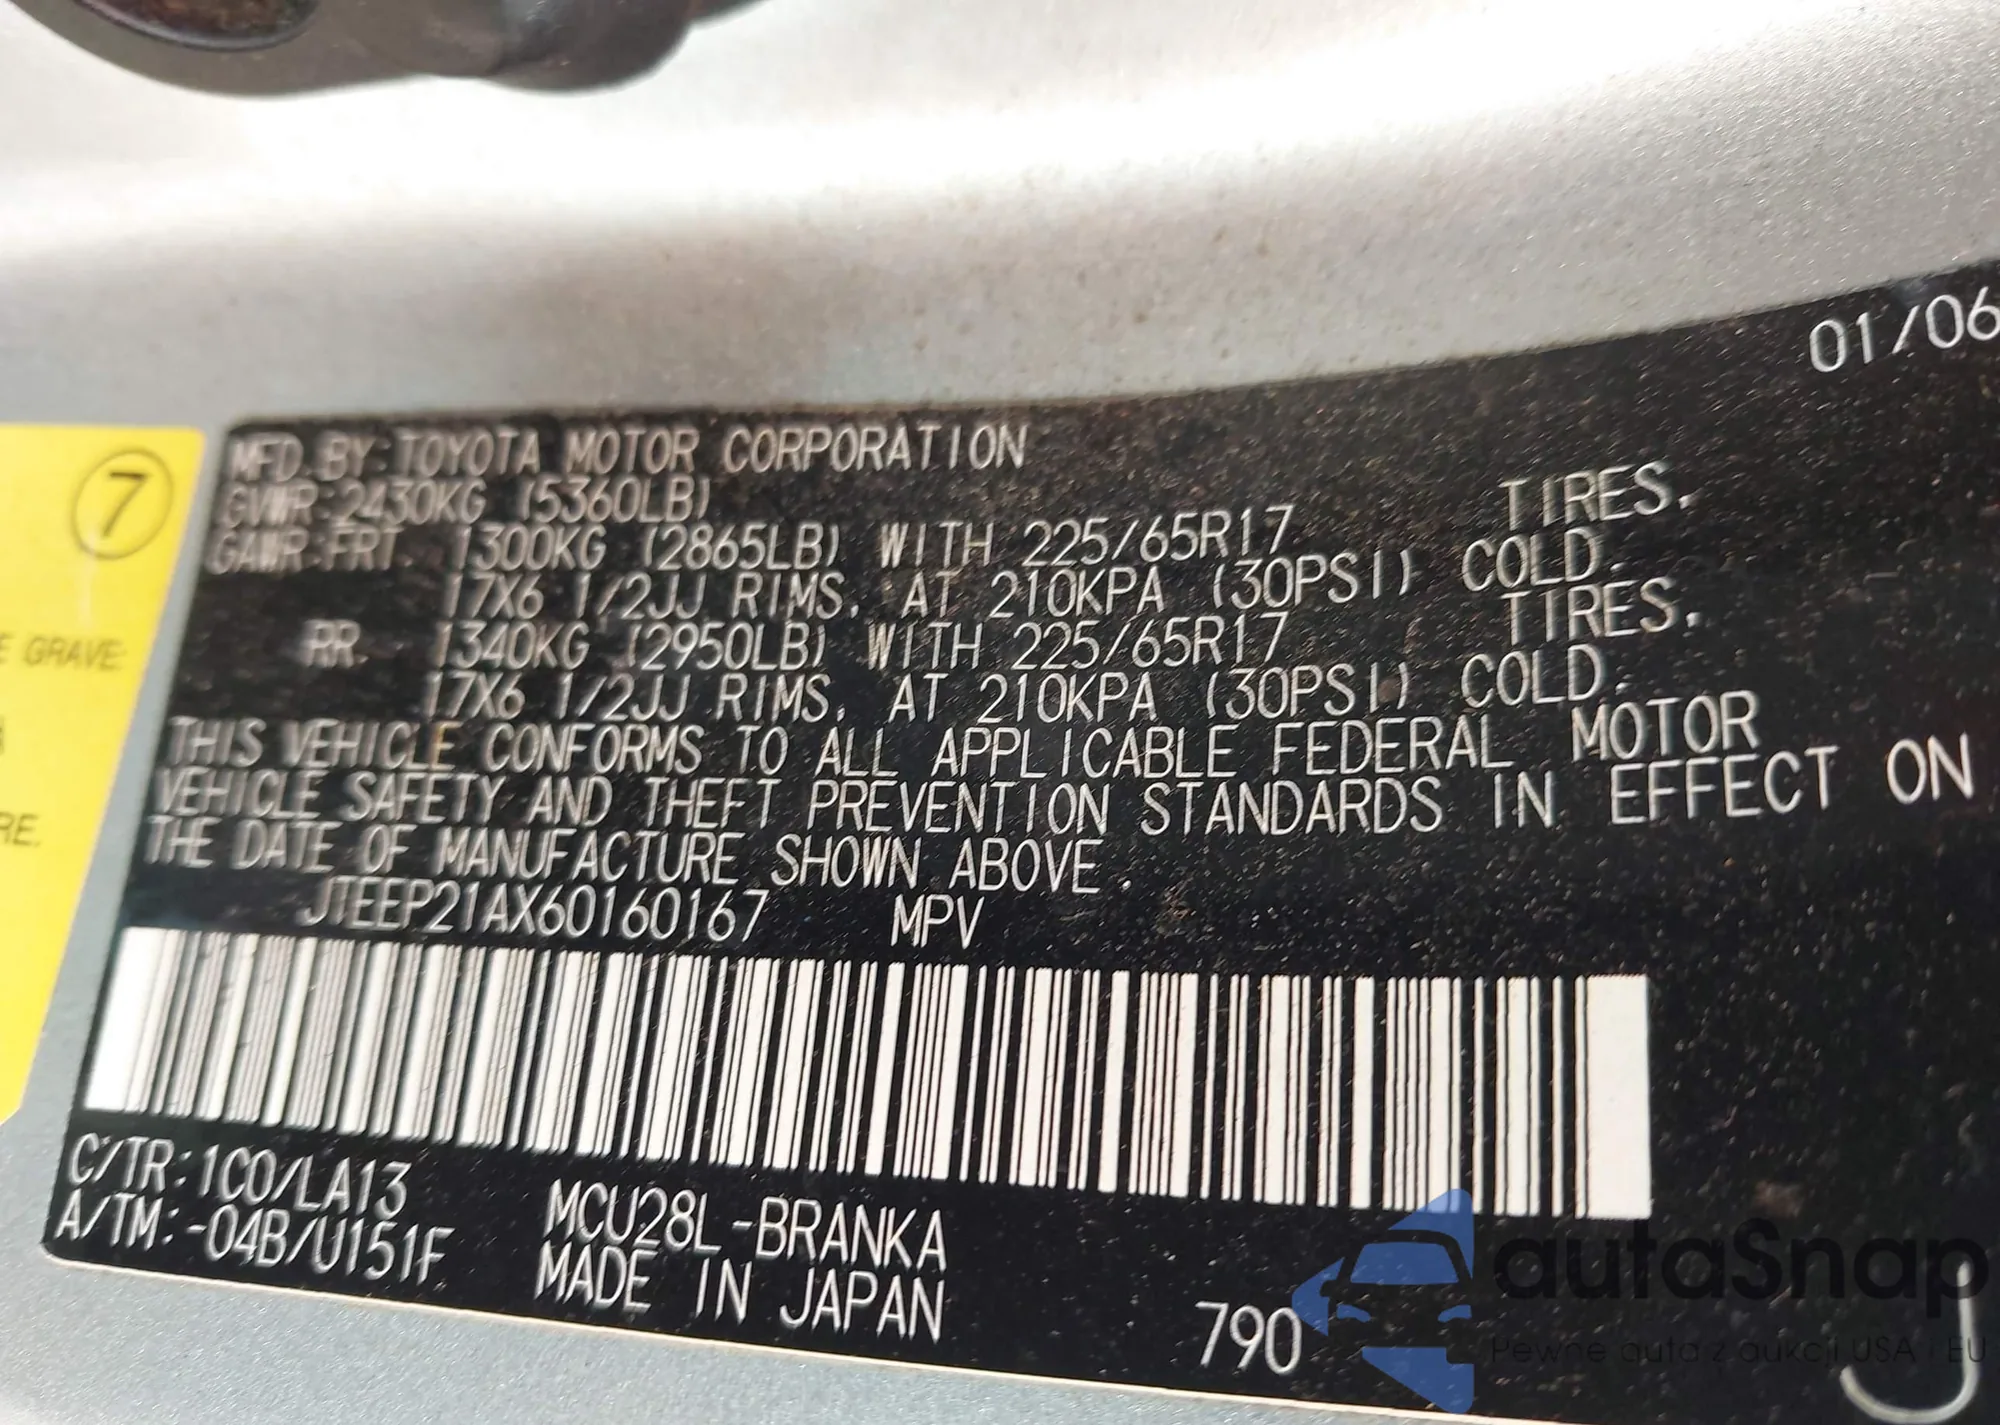 01/06
MFD. BY: TOYOTA MOTOR CORPORATION
GVWR: 2430KG (5360LB)
GAWR: FRT. 1300KG (2865LB) WITH 225/65R17 TIRES,
17X6 1/2JJ RIMS, AT 210KPA (30PSI) COLD.
RR. 1340KG (2950LB) WITH 225/65R17 TIRES,
17X6 1/2JJ RIMS, AT 210KPA (30PSI) COLD.
THIS VEHICLE CONFORMS TO ALL APPLICABLE FEDERAL MOTOR
VEHICLE SAFETY AND THEFT PREVENTION STANDARDS IN EFFECT ON
THE DATE OF MANUFACTURE SHOWN ABOVE.
JTEEP21AX60160167 MPV
C/TR: 1C0/LA13
A/TM: -04B/U151F
MCU28L-BRANKA
MADE IN JAPAN
790
J
7
E GRAVE
RE.
autaSnap
Pewne auta z aukcji USA i EU